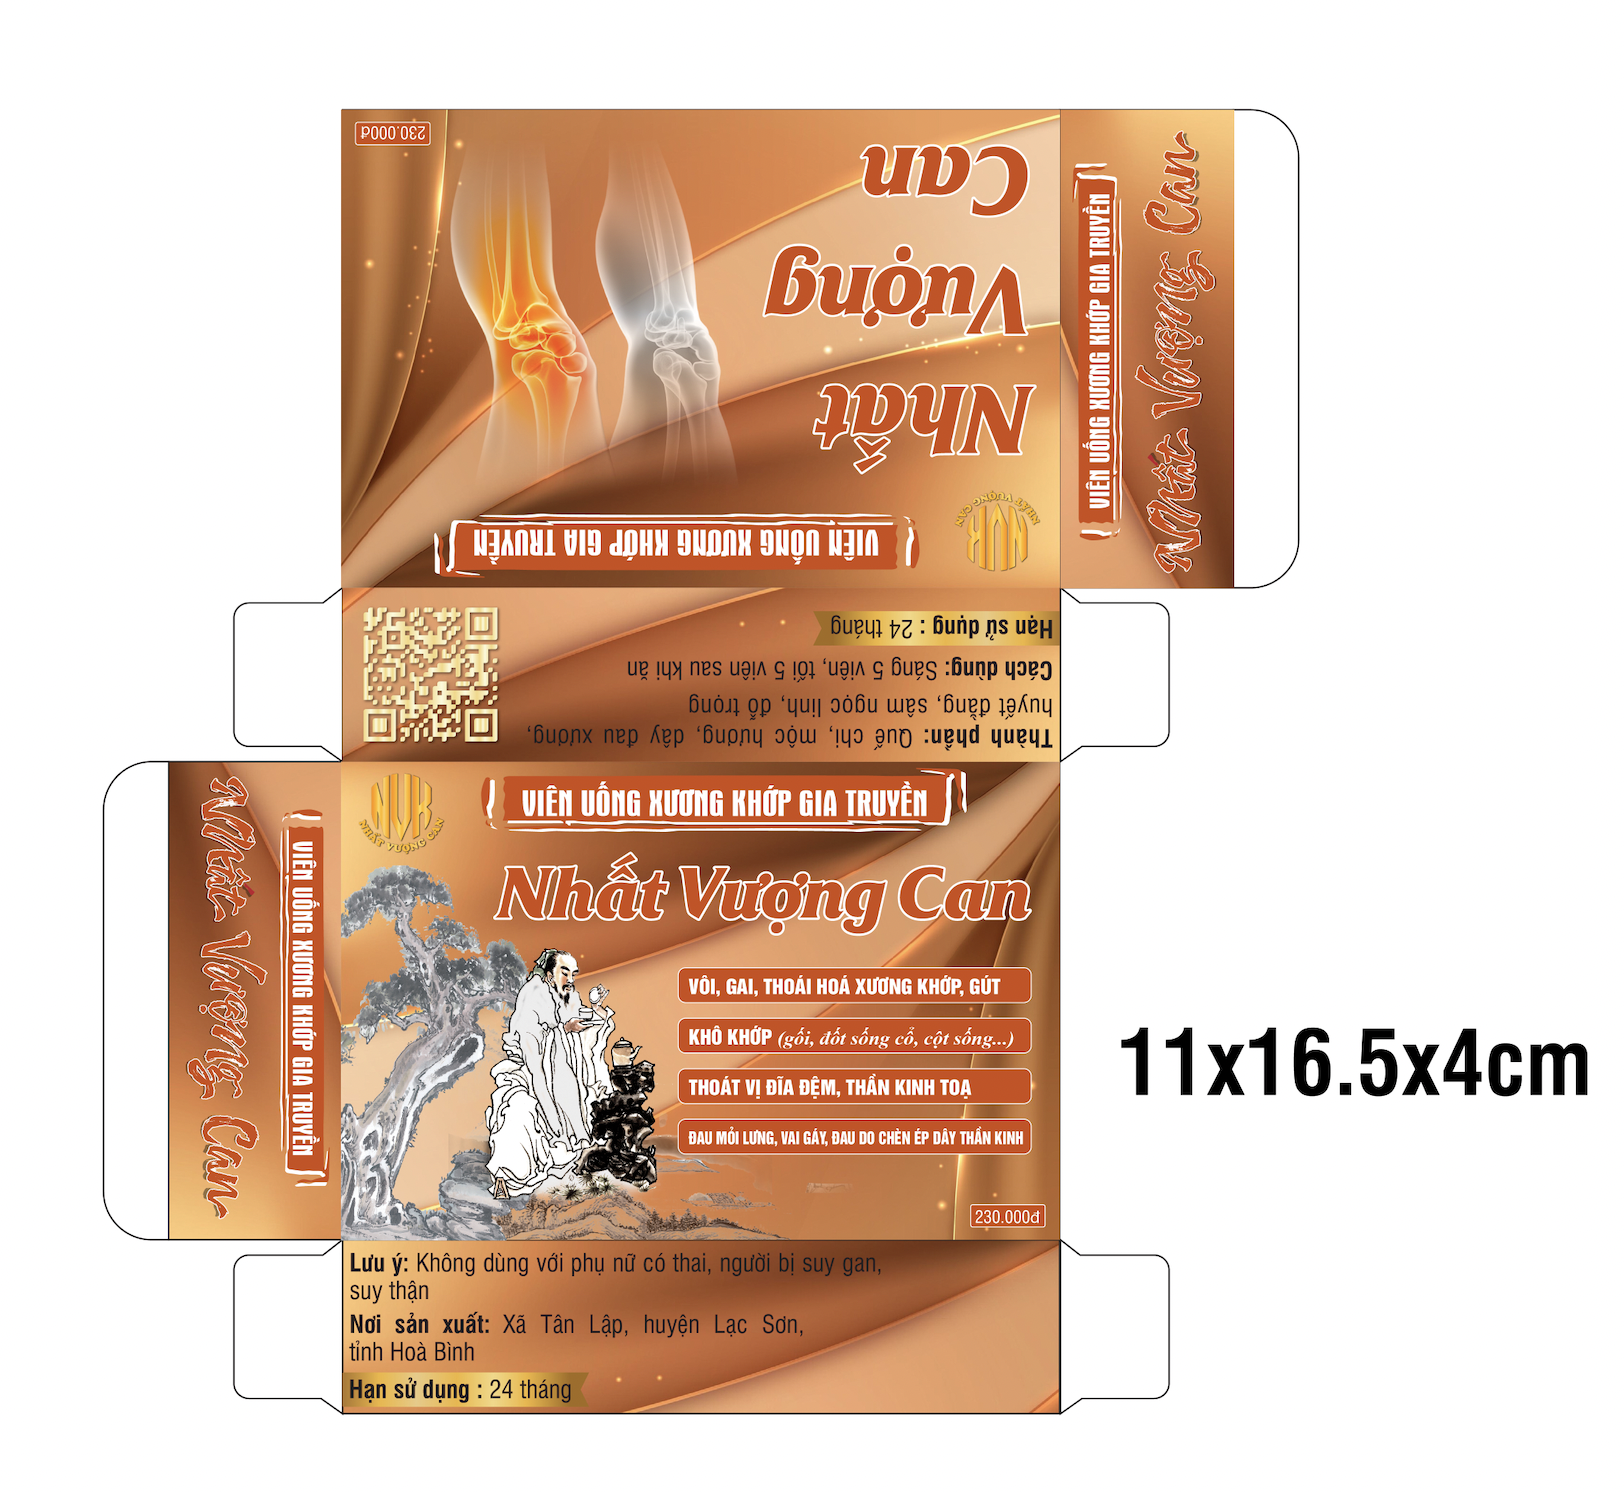 230.000đ
Nhất
Vượng
Can
NVK
NHẤT VƯỢNG CAN
VIÊN UỐNG XƯƠNG KHỚP GIA TRUYỀN
VIÊN UỐNG XƯƠNG KHỚP GIA TRUYỀN
Nhất Vượng Can
Thành phần: Quế chi, mộc hương, dây đau xương,
huyết đằng, sâm ngọc linh, đỗ trọng
Cách dùng: Sáng 5 viên, tối 5 viên sau khi ăn
Hạn sử dụng : 24 tháng
Nhất Vượng Can
VIÊN UỐNG XƯƠNG KHỚP GIA TRUYỀN
NVK
NHẤT VƯỢNG CAN
VIÊN UỐNG XƯƠNG KHỚP GIA TRUYỀN
Nhất Vượng Can
VÔI, GAI, THOÁI HOÁ XƯƠNG KHỚP, GÚT
KHÔ KHỚP (gối, đốt sống cổ, cột sống...)
THOÁT VỊ ĐĨA ĐỆM, THẦN KINH TOẠ
ĐAU MỎI LƯNG, VAI GÁY, ĐAU DO CHÈN ÉP DÂY THẦN KINH
230.000đ
11x16.5x4cm
Lưu ý: Không dùng với phụ nữ có thai, người bị suy gan,
suy thận
Nơi sản xuất: Xã Tân Lập, huyện Lạc Sơn,
tỉnh Hoà Bình
Hạn sử dụng : 24 tháng